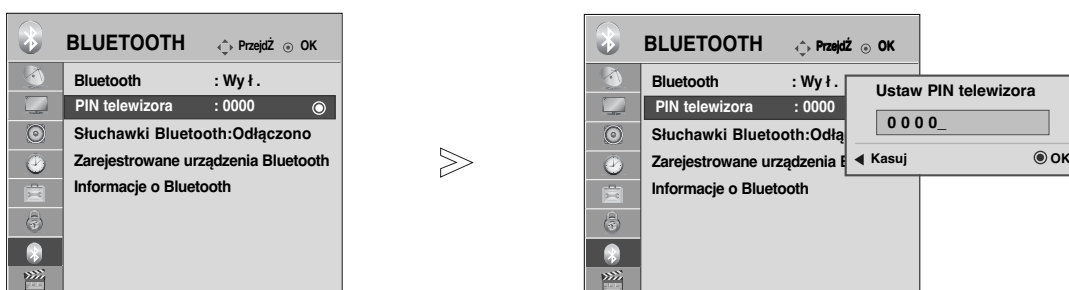 BLUETOOTH PrzejdŹ OK
Bluetooth : Wy ł .
PIN telewizora : 0000
Słuchawki Bluetooth:Odłączono
Zarejestrowane urządzenia Bluetooth
Informacje o Bluetooth
BLUETOOTH PrzejdŹ OK
Bluetooth : Wy ł .
PIN telewizora : 0000
Słuchawki Bluetooth:Odłą
Zarejestrowane urządzenia
Informacje o Bluetooth
Ustaw PIN telewizora
0 0 0 0_
Kasuj OK